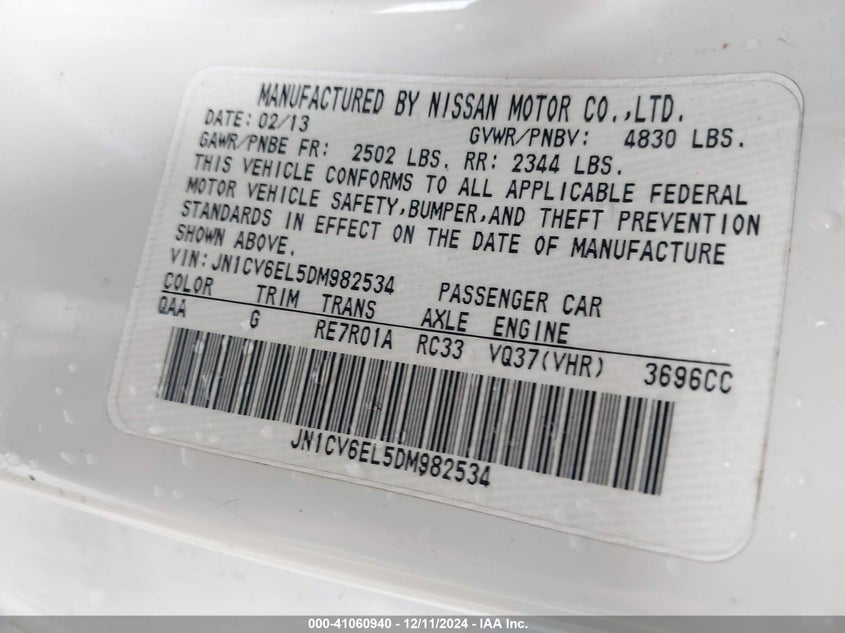 MANUFACTURED BY NISSAN MOTOR CO.,LTD.
DATE: 02/13 GVWR/PNBV: 4830 LBS.
GAWR/PNBE FR: 2502 LBS. RR: 2344 LBS.
THIS VEHICLE CONFORMS TO ALL APPLICABLE FEDERAL
MOTOR VEHICLE SAFETY,BUMPER,AND THEFT PREVENTION
STANDARDS IN EFFECT ON THE DATE OF MANUFACTURE
SHOWN ABOVE.
VIN:JN1CV6EL5DM982534 PASSENGER CAR
COLOR TRIM TRANS AXLE ENGINE
QAA G RE7R01A RC33 VQ37(VHR) 3696CC
JN1CV6EL5DM982534
000-41060940 - 12/11/2024 - IAA Inc.